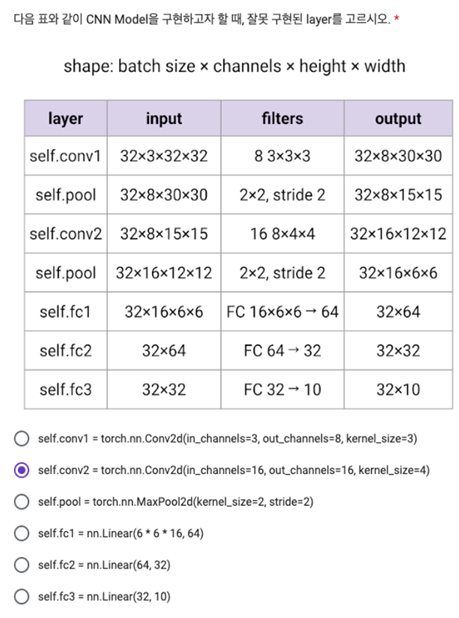 다음 표와 같이 CNN Model을 구현하고자 할 때, 잘못 구현된 layer를 고르시오. *
shape: batch size × channels × height × width
layer input filters output
self.conv1 32×3×32×32 8 3×3×3 32×8×30×30
self.pool 32×8×30×30 2×2, stride 2 32×8×15×15
self.conv2 32×8×15×15 16 8×4×4 32×16×12×12
self.pool 32×16×12×12 2×2, stride 2 32×16×6×6
self.fc1 32×16×6×6 FC 16×6×6 → 64 32×64
self.fc2 32×64 FC 64 → 32 32×32
self.fc3 32×32 FC 32 → 10 32×10
self.conv1 = torch.nn.Conv2d(in_channels=3, out_channels=8, kernel_size=3)
self.conv2 = torch.nn.Conv2d(in_channels=16, out_channels=16, kernel_size=4)
self.pool = torch.nn.MaxPool2d(kernel_size=2, stride=2)
self.fc1 = nn.Linear(6 * 6 * 16, 64)
self.fc2 = nn.Linear(64, 32)
self.fc3 = nn.Linear(32, 10)